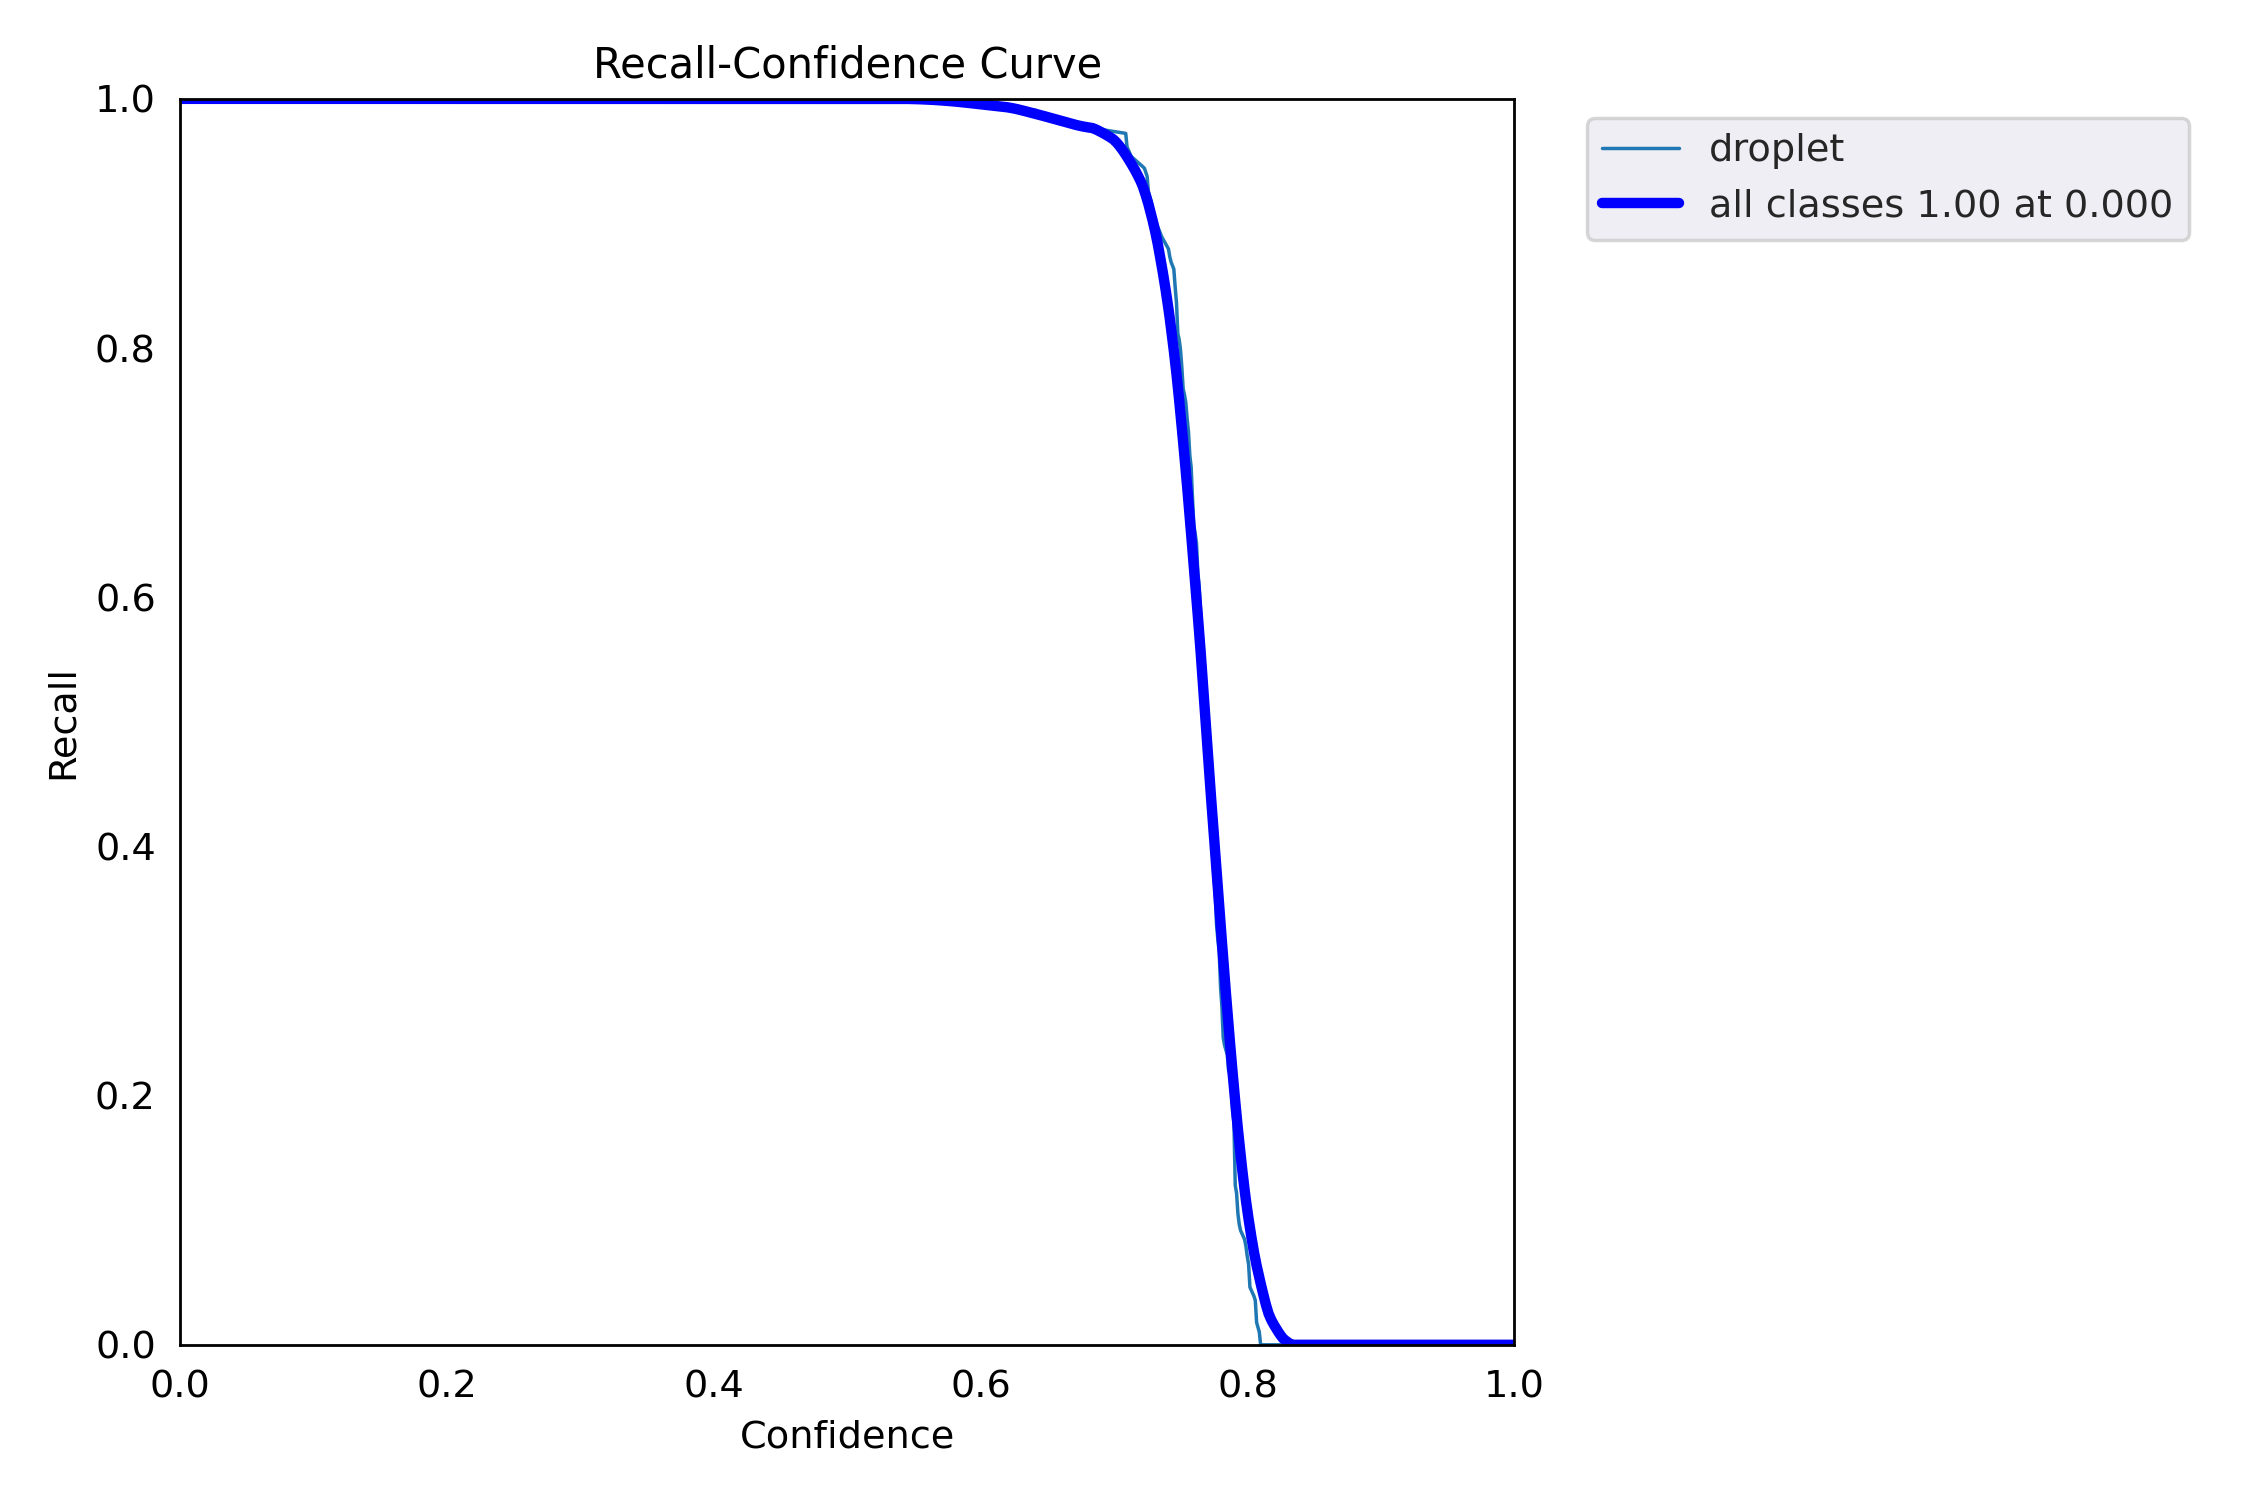 Recall-Confidence Curve
droplet
all classes 1.00 at 0.000
Recall
1.0
0.8
0.6
0.4
0.2
0.0
0.0 0.2 0.4 0.6 0.8 1.0
Confidence